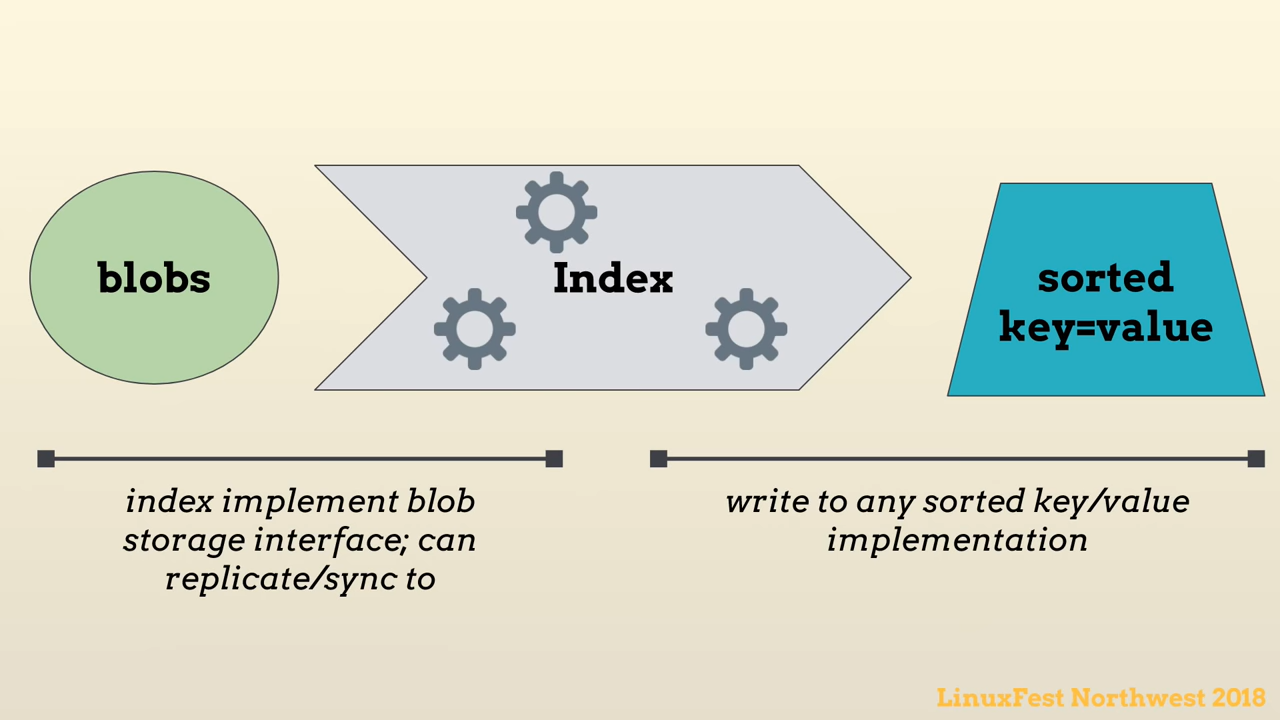 blobs
Index
sorted
key=value
index implement blob
storage interface; can
replicate/sync to
write to any sorted key/value
implementation
LinuxFest Northwest 2018